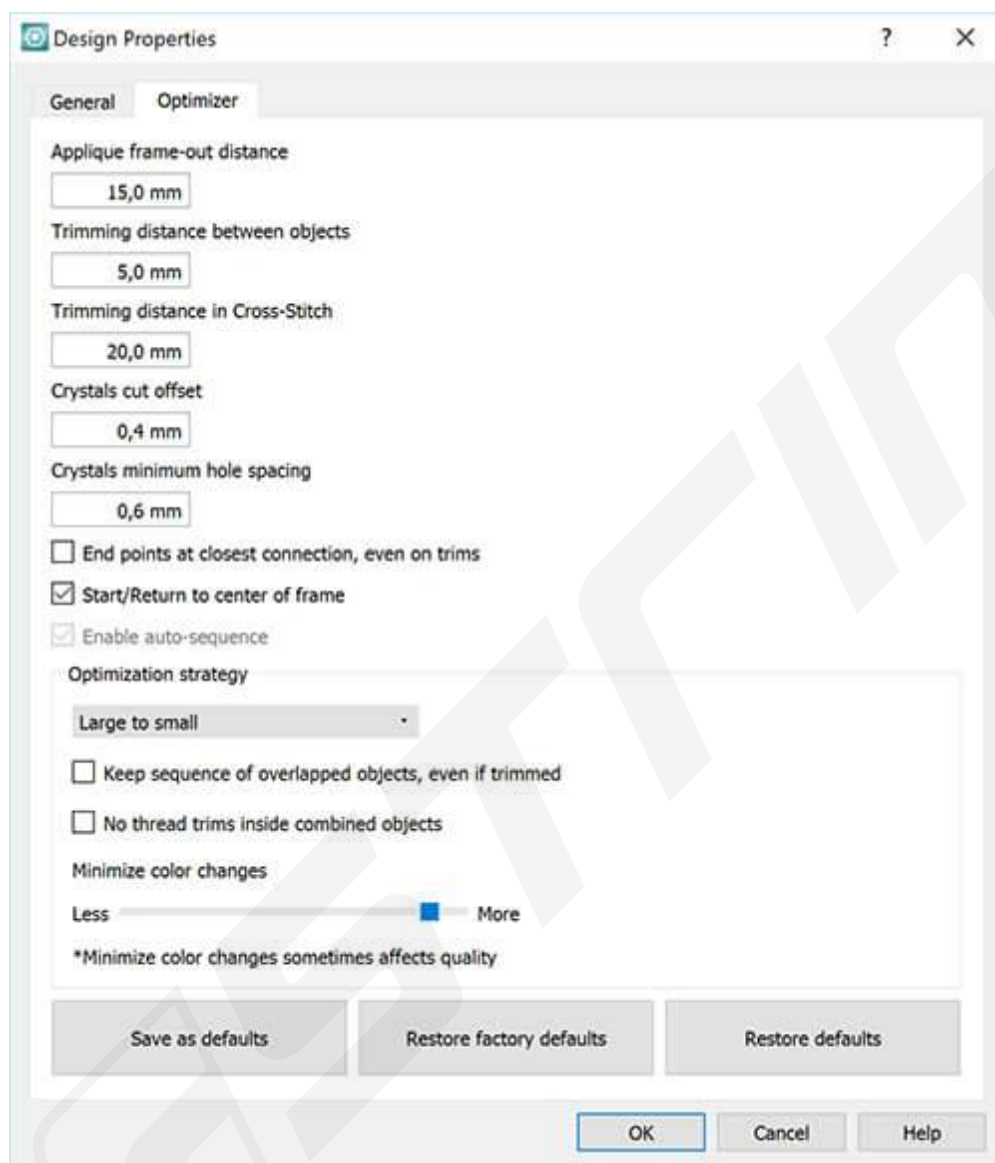 Design Properties ? X
General Optimizer
Applique frame-out distance
15,0 mm
Trimming distance between objects
5,0 mm
Trimming distance in Cross-Stitch
20,0 mm
Crystals cut offset
0,4 mm
Crystals minimum hole spacing
0,6 mm
End points at closest connection, even on trims
Start/Return to center of frame
Enable auto-sequence
Optimization strategy
Large to small
Keep sequence of overlapped objects, even if trimmed
No thread trims inside combined objects
Minimize color changes
Less More
*Minimize color changes sometimes affects quality
Save as defaults Restore factory defaults Restore defaults
OK Cancel Help